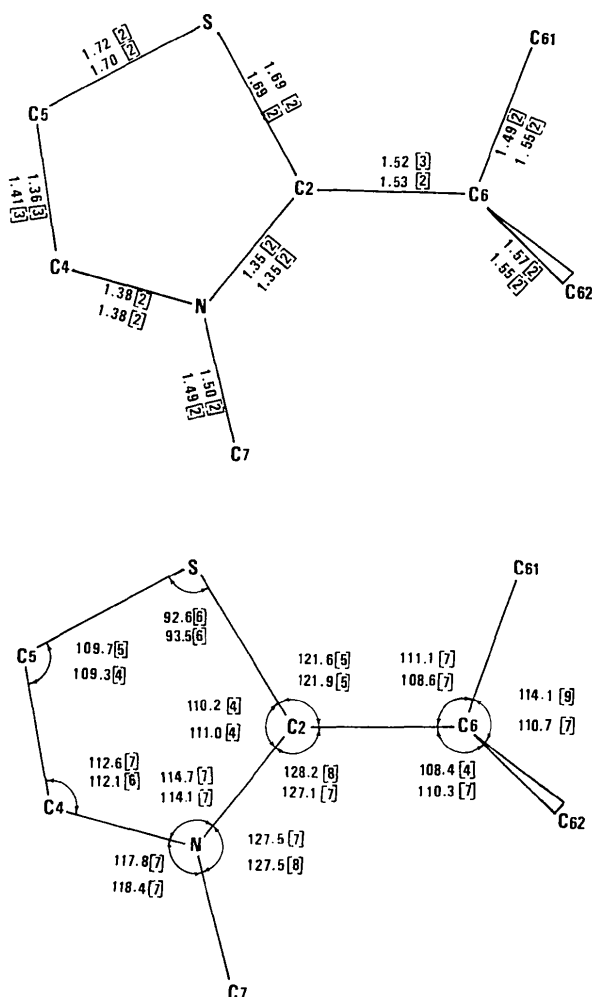 S
C61
1.72 [2]
1.70 [2]
1.69 [2]
1.69 [2]
C5
1.49[2]
1.55[2]
1.52 [3]
1.53 [2]
C2
C6
1.36[3]
1.41[3]
1.35[2]
1.35[2]
1.57[2]
1.55[2]
C4
C62
1.38[2]
1.38[2]
N
1.50[2]
1.49[2]
C7
S
C61
92.6[6]
93.5[6]
C5
109.7[5]
109.3[4]
121.6[5]
121.9[5]
111.1[7]
108.6[7]
114.1[9]
110.7[7]
110.2[4]
111.0[4]
C2
C6
112.6[7]
112.1[6]
114.7[7]
114.1[7]
128.2[8]
127.1[7]
108.4[4]
110.3[7]
C4
C62
N
127.5[7]
127.5[8]
117.8[7]
118.4[7]
C7